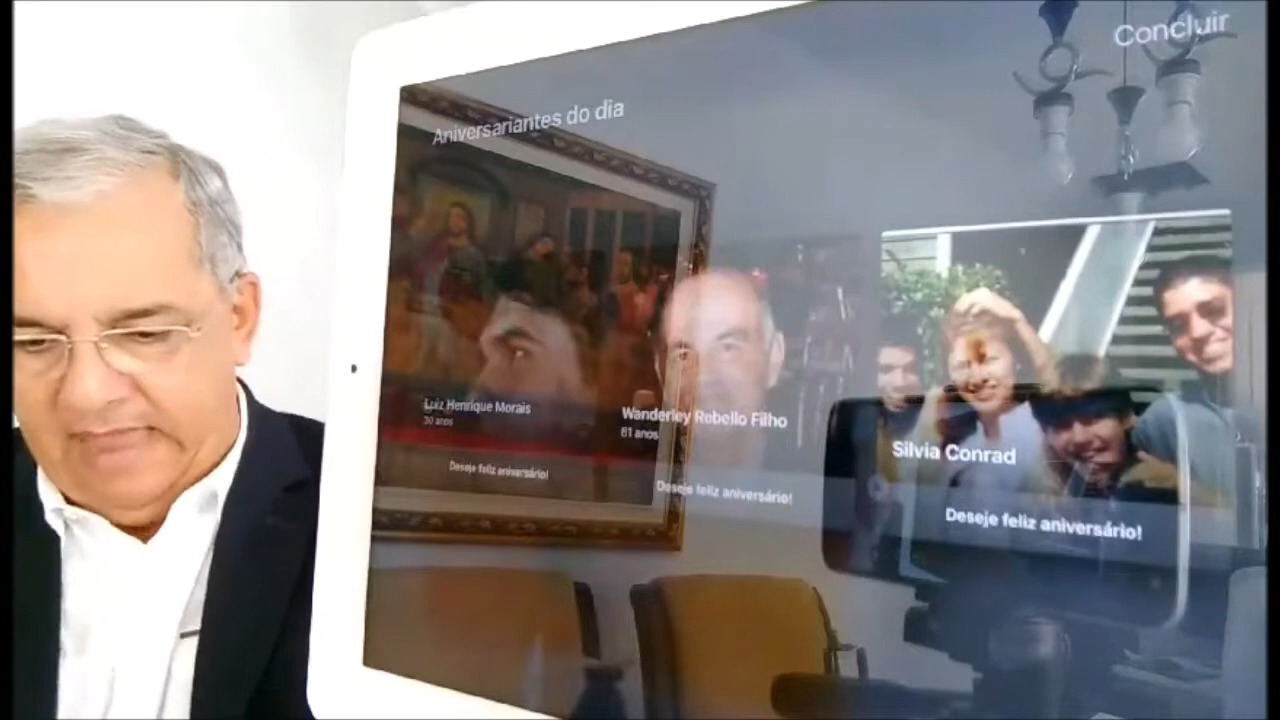 Concluir
Aniversariantes do dia
Luiz Henrique Morais
30 anos
Deseje feliz aniversário!
Wanderley Rebello Filho
61 anos
Deseje feliz aniversário!
Silvia Conrad
Deseje feliz aniversário!